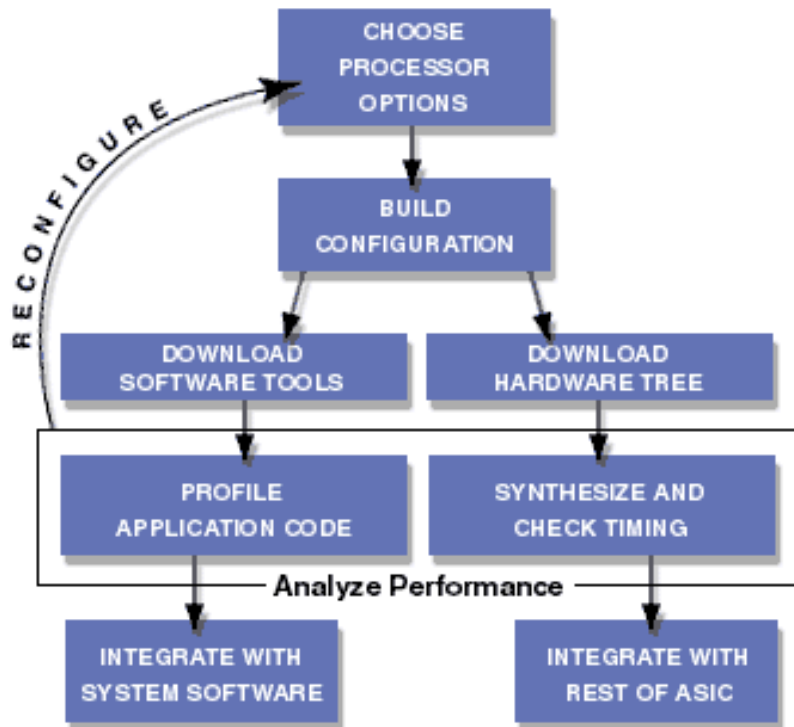 CHOOSE
PROCESSOR
OPTIONS
RECONFIGURE
BUILD
CONFIGURATION
DOWNLOAD
SOFTWARE TOOLS
DOWNLOAD
HARDWARE TREE
PROFILE
APPLICATION CODE
SYNTHESIZE AND
CHECK TIMING
Analyze Performance
INTEGRATE WITH
SYSTEM SOFTWARE
INTEGRATE WITH
REST OF ASIC